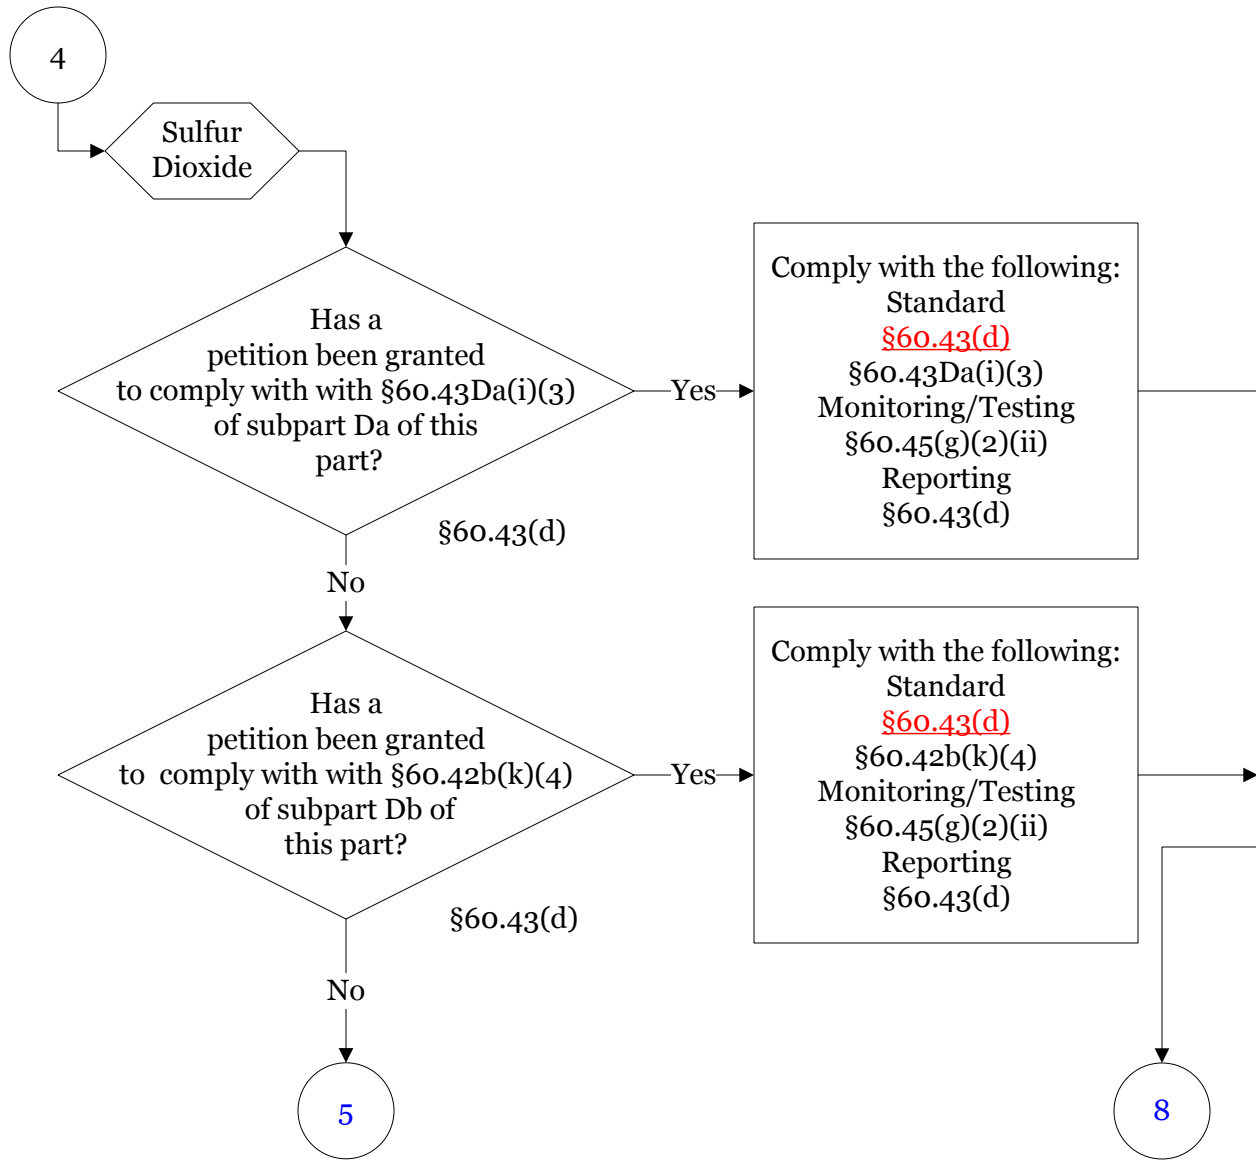 4
Sulfur
Dioxide
Has a
petition been granted
to comply with with §60.43Da(i)(3)
of subpart Da of this
part?
§60.43(d)
Yes
Comply with the following:
Standard
§60.43(d)
§60.43Da(i)(3)
Monitoring/Testing
§60.45(g)(2)(ii)
Reporting
§60.43(d)
No
Has a
petition been granted
to  comply with with §60.42b(k)(4)
of subpart Db of
this part?
§60.43(d)
Yes
Comply with the following:
Standard
§60.43(d)
§60.42b(k)(4)
Monitoring/Testing
§60.45(g)(2)(ii)
Reporting
§60.43(d)
No
5
8